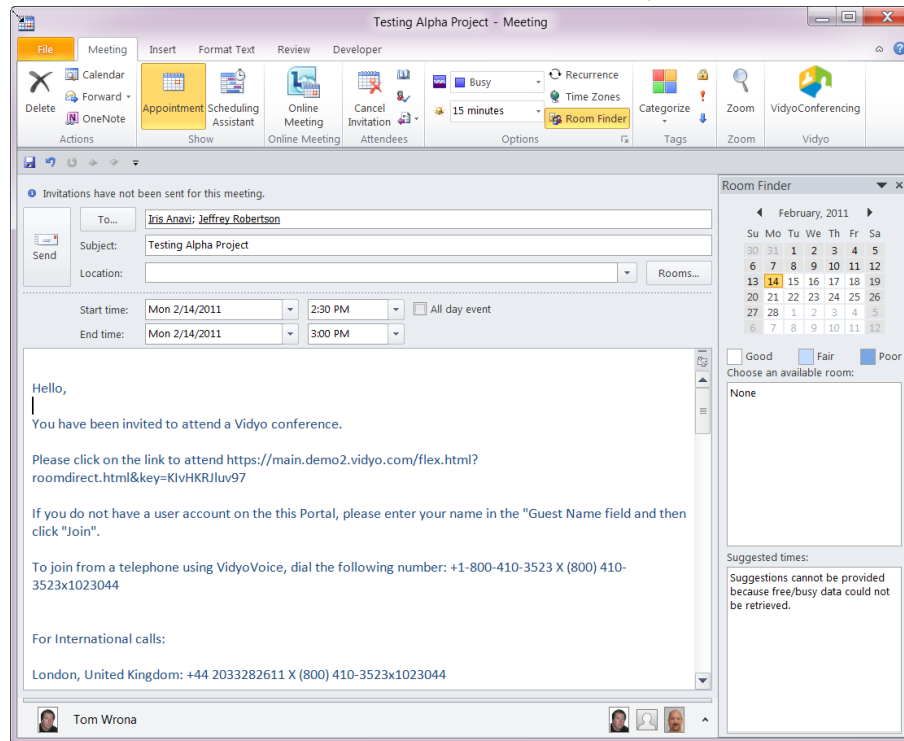 Testing Alpha Project - Meeting
File Meeting Insert Format Text Review Developer
Delete
Calendar
Forward
OneNote
Actions
Appointment
Scheduling Assistant
Show
Online Meeting
Online Meeting
Cancel Invitation
Attendees
Busy
15 minutes
Recurrence
Time Zones
Room Finder
Options
Categorize
Tags
Zoom
Zoom
VidyoConferencing
Vidyo
Invitations have not been sent for this meeting.
Send
To... Iris Anavi; Jeffrey Robertson
Subject: Testing Alpha Project
Location: Rooms...
Start time: Mon 2/14/2011 2:30 PM All day event
End time: Mon 2/14/2011 3:00 PM
Hello,
You have been invited to attend a Vidyo conference.
Please click on the link to attend https://main.demo2.vidyo.com/flex.html?
roomdirect.html&key=KIvHKRJluv97
If you do not have a user account on the this Portal, please enter your name in the "Guest Name field and then
click "Join".
To join from a telephone using VidyoVoice, dial the following number: +1-800-410-3523 X (800) 410-
3523x1023044
For International calls:
London, United Kingdom: +44 2033282611 X (800) 410-3523x1023044
Tom Wrona
Room Finder
February, 2011
Su Mo Tu We Th Fr Sa
30 31 1 2 3 4 5
6 7 8 9 10 11 12
13 14 15 16 17 18 19
20 21 22 23 24 25 26
27 28 1 2 3 4 5
6 7 8 9 10 11 12
Good Fair Poor
Choose an available room:
None
Suggested times:
Suggestions cannot be provided
because free/busy data could not
be retrieved.